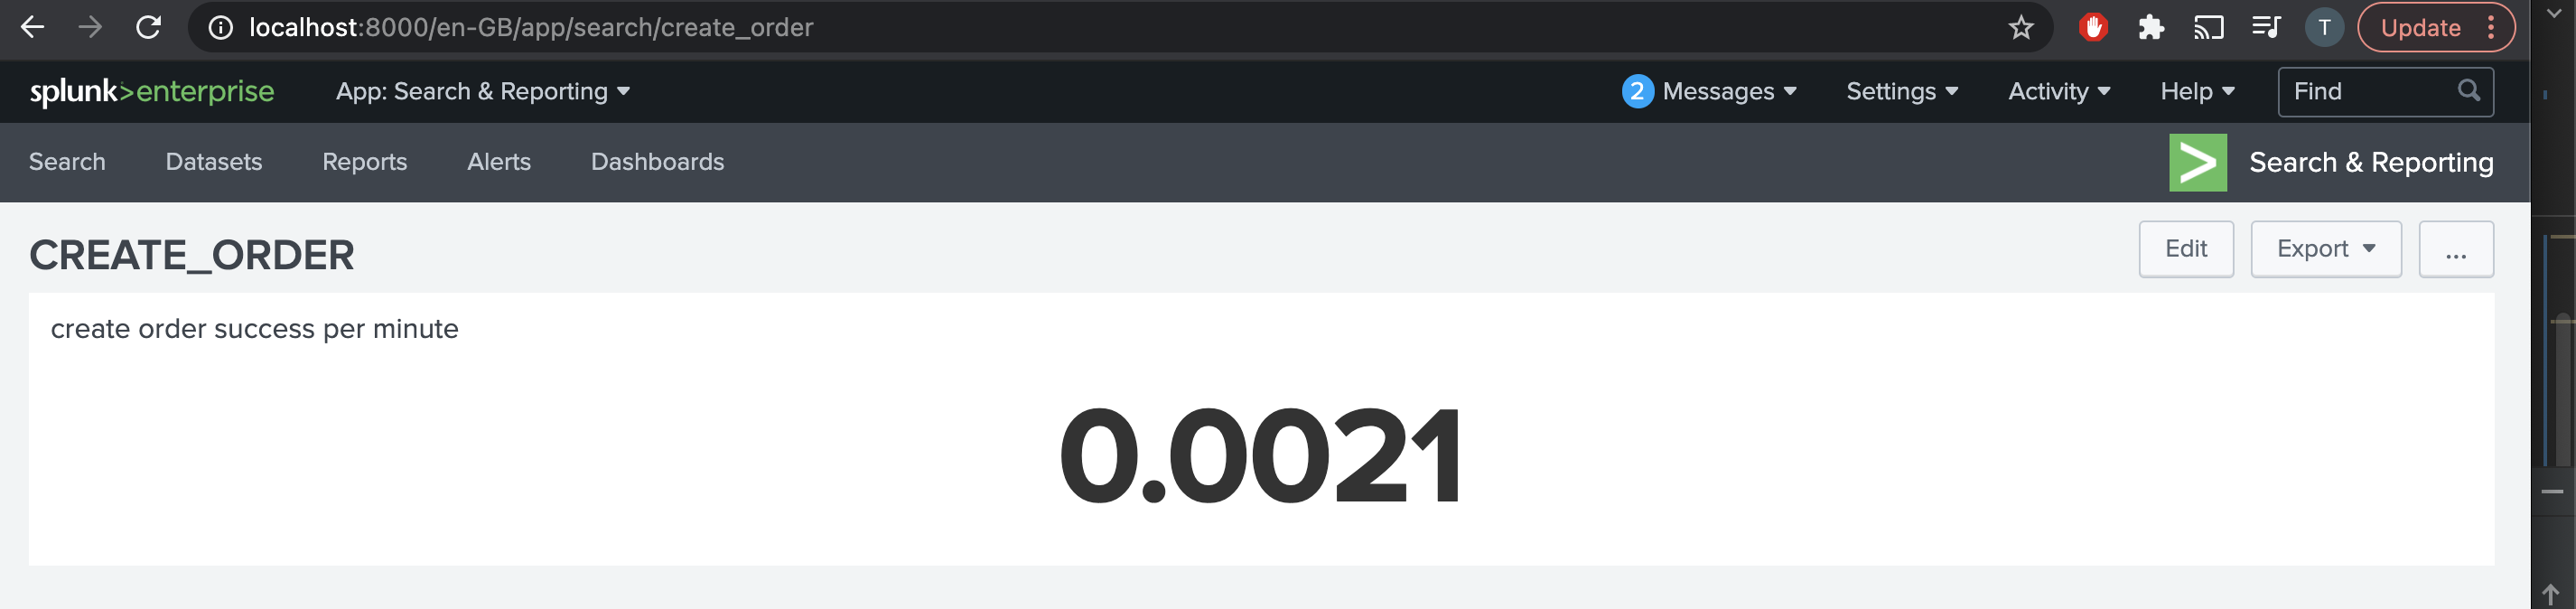 localhost:8000/en-GB/app/search/create_order
T
Update
splunk>enterprise
App: Search & Reporting
2 Messages
Settings
Activity
Help
Find
Search
Datasets
Reports
Alerts
Dashboards
Search & Reporting
CREATE_ORDER
Edit
Export
...
create order success per minute
0.0021